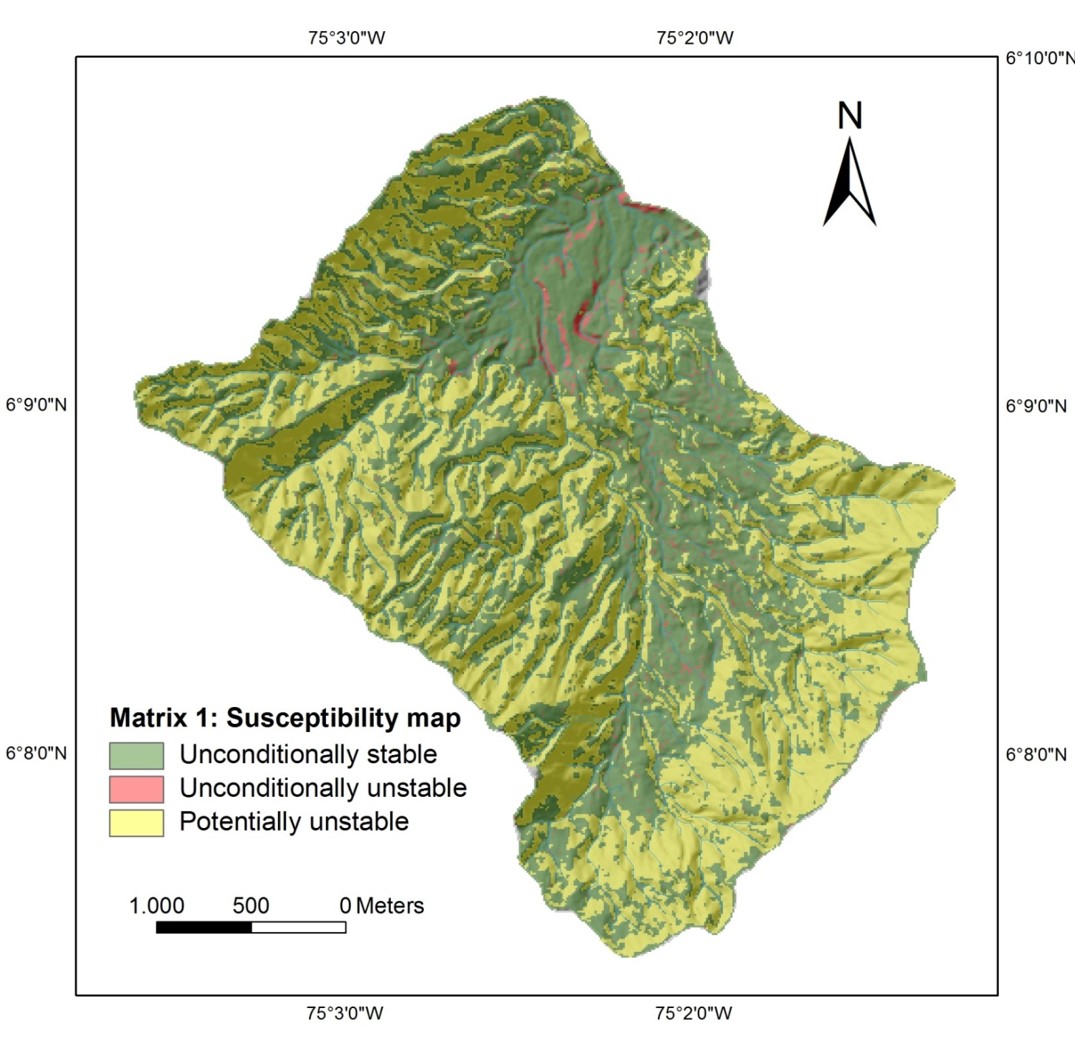 75°3'0"W 75°2'0"W
6°10'0"N
N
6°9'0"N 6°9'0"N
Matrix 1: Susceptibility map
Unconditionally stable
6°8'0"N 6°8'0"N
Unconditionally unstable
Potentially unstable
1.000 500 0 Meters
75°3'0"W 75°2'0"W